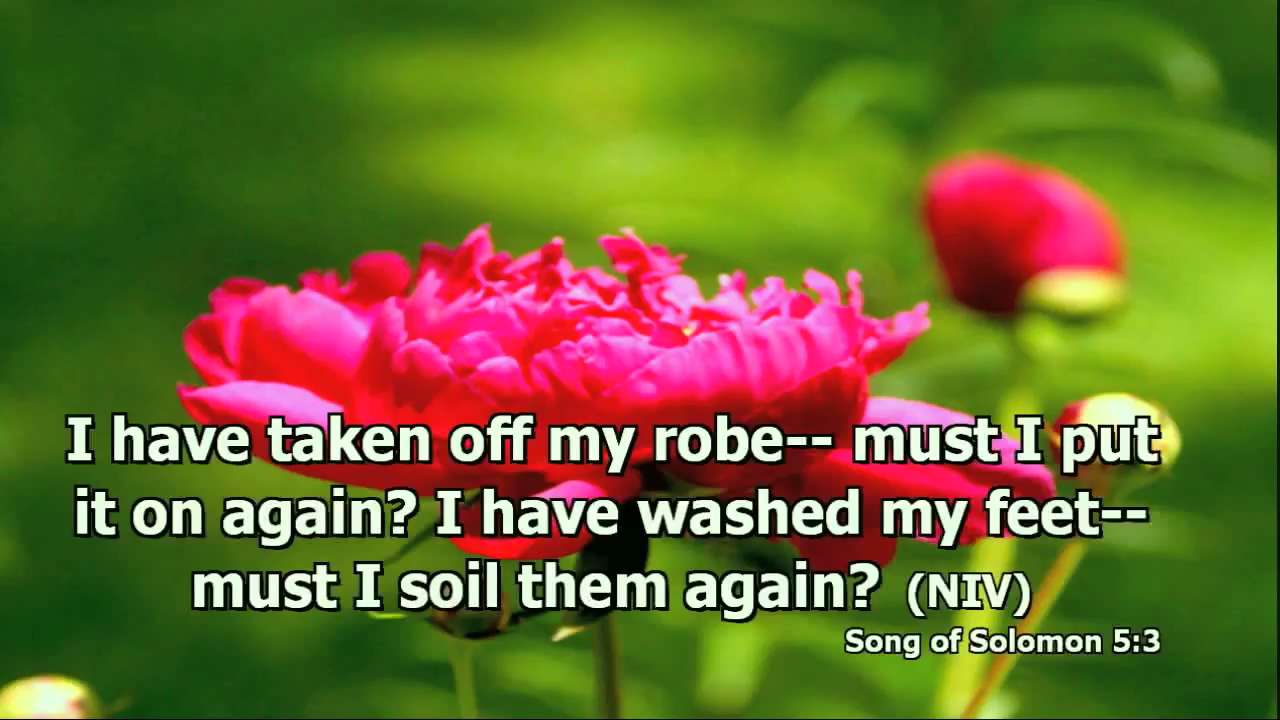 I have taken off my robe-- must I put
it on again? I have washed my feet--
must I soil them again? (NIV)
Song of Solomon 5:3